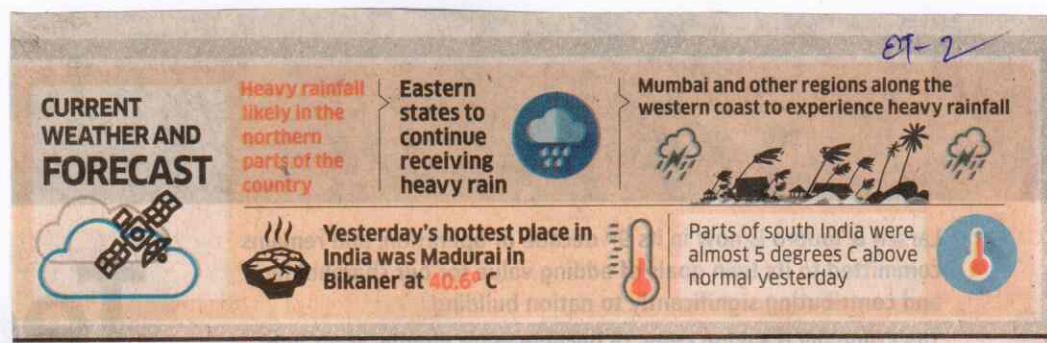 ET-2
CURRENT
WEATHER AND
FORECAST
Heavy rainfall
likely in the
northern
parts of the
country
Eastern
states to
continue
receiving
heavy rain
Mumbai and other regions along the
western coast to experience heavy rainfall
Yesterday's hottest place in
India was Madurai in
Bikaner at 40.6° C
Parts of south India were
almost 5 degrees C above
normal yesterday